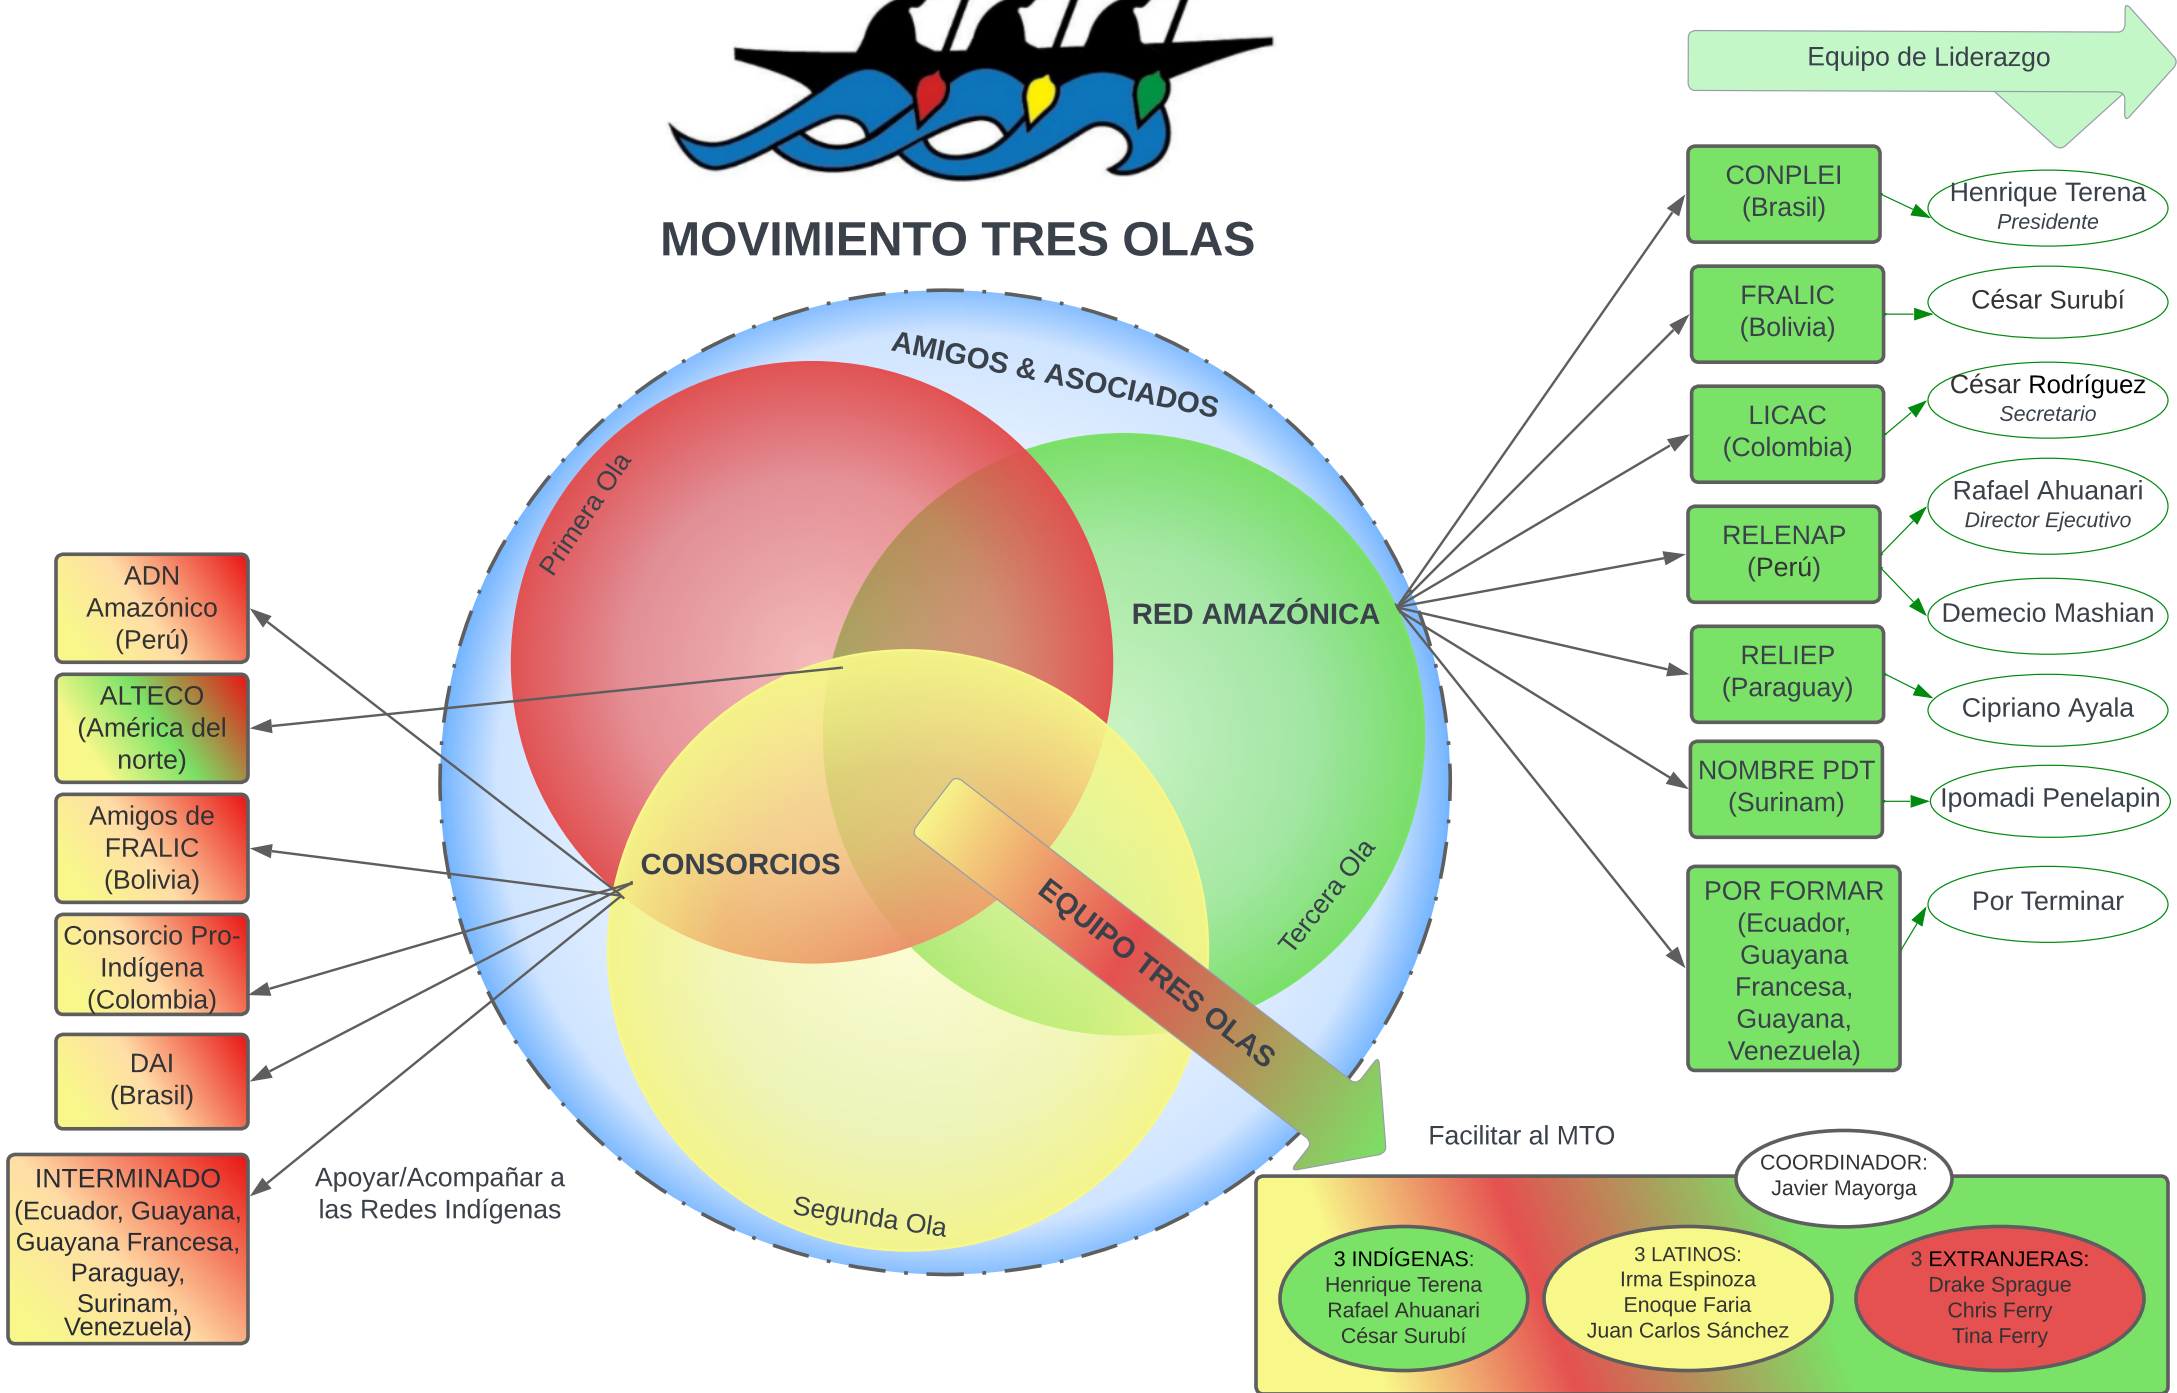 MOVIMIENTO TRES OLAS
AMIGOS & ASOCIADOS
Primera Ola
RED AMAZÓNICA
CONSORCIOS
EQUIPO TRES OLAS
Tercera Ola
Segunda Ola
ADN
Amazónico
(Perú)
ALTECO
(América del
norte)
Amigos de
FRALIC
(Bolivia)
Consorcio Pro-
Indígena
(Colombia)
DAI
(Brasil)
INTERMINADO
(Ecuador, Guayana,
Guayana Francesa,
Paraguay,
Surinam,
Venezuela)
Apoyar/Acompañar a
las Redes Indígenas
Equipo de Liderazgo
CONPLEI
(Brasil)
Henrique Terena
Presidente
FRALIC
(Bolivia)
César Surubí
LICAC
(Colombia)
César Rodríguez
Secretario
RELENAP
(Perú)
Rafael Ahuanari
Director Ejecutivo
Demecio Mashian
RELIEP
(Paraguay)
Cipriano Ayala
NOMBRE PDT
(Surinam)
Ipomadi Penelapin
POR FORMAR
(Ecuador,
Guayana
Francesa,
Guayana,
Venezuela)
Por Terminar
Facilitar al MTO
COORDINADOR:
Javier Mayorga
3 INDÍGENAS:
Henrique Terena
Rafael Ahuanari
César Surubí
3 LATINOS:
Irma Espinoza
Enoque Faria
Juan Carlos Sánchez
3 EXTRANJERAS:
Drake Sprague
Chris Ferry
Tina Ferry